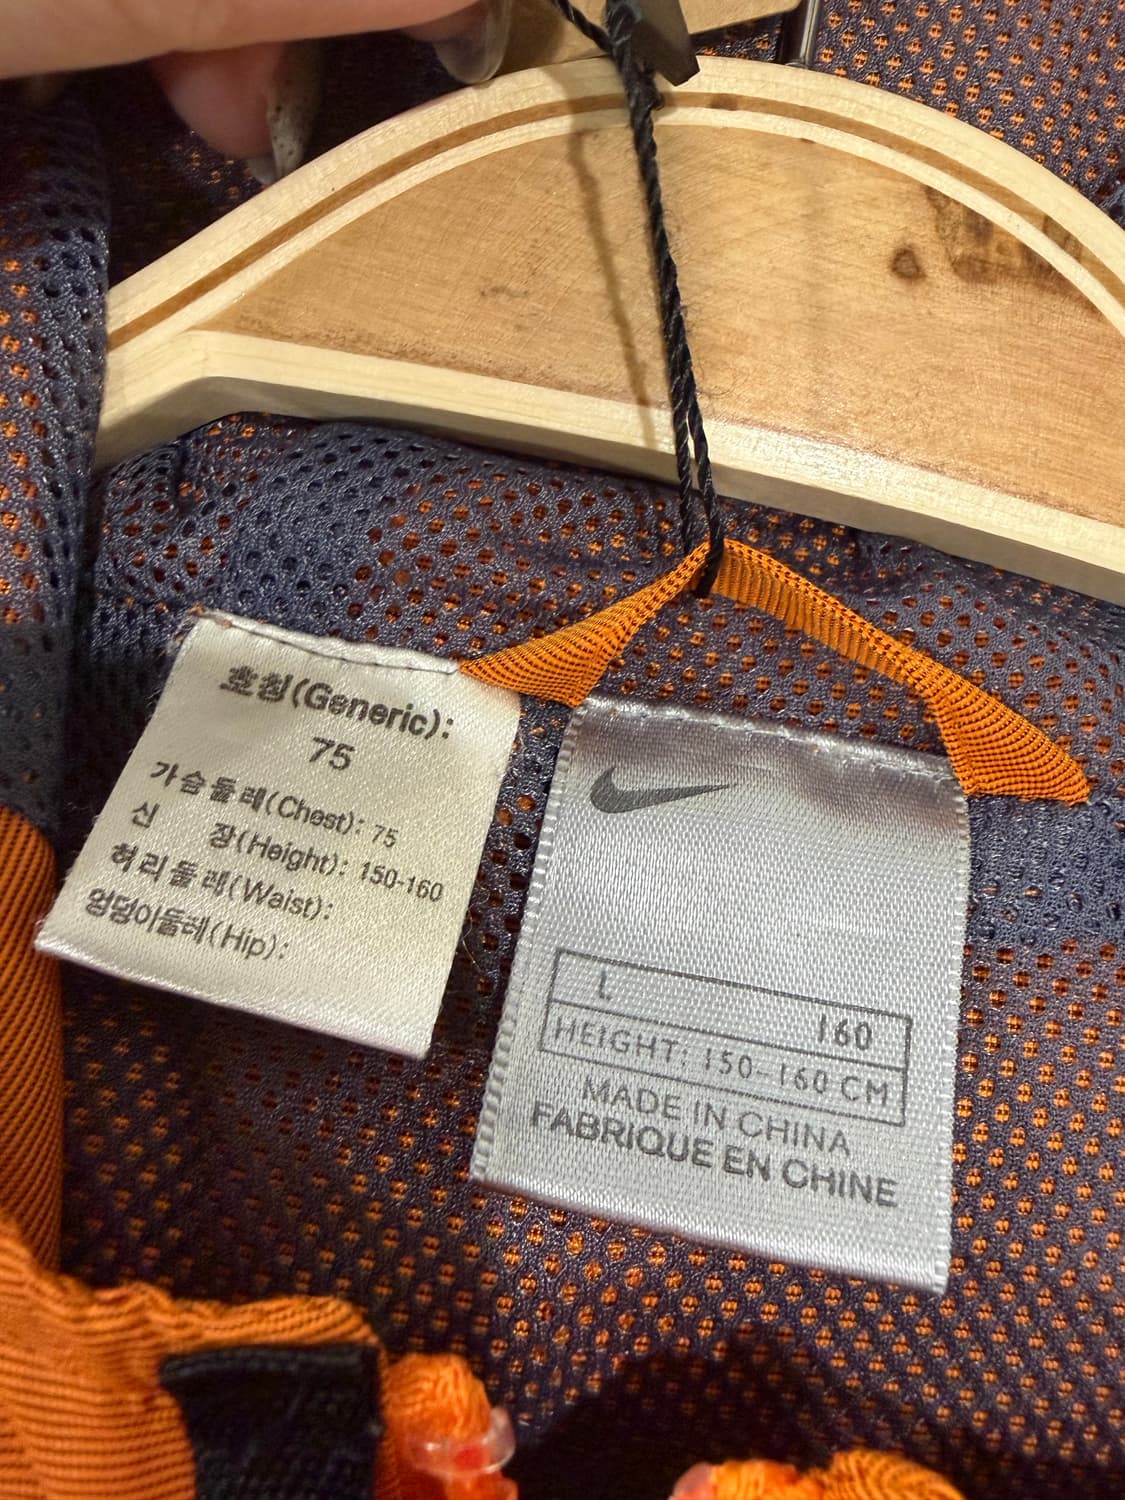 호칭(Generic):
75
가슴둘레(Chest): 75
신 장(Height): 150-160
허리둘레(Waist):
엉덩이둘레(Hip):
L 160
HEIGHT: 150-160 CM
MADE IN CHINA
FABRIQUE EN CHINE